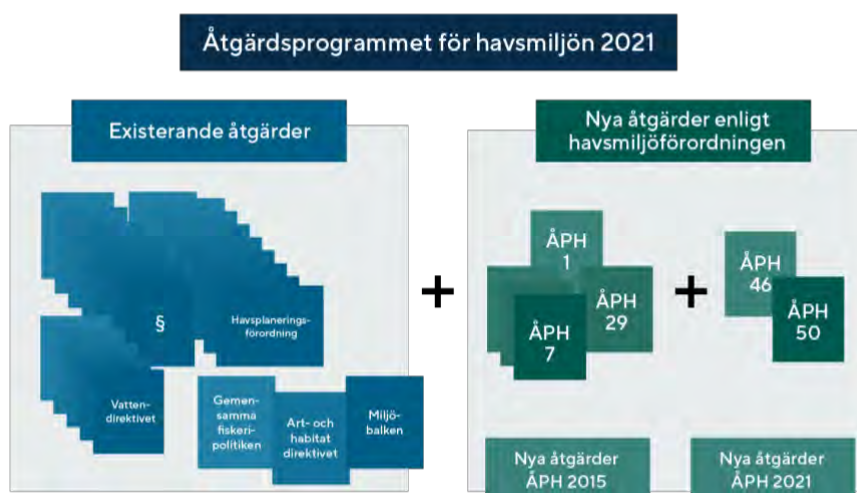 Åtgärdsprogrammet för havsmiljön 2021
Existerande åtgärder
§
Havsplanerings-
förordning
Vatten-
direktivet
Gemen-
samma
fiskeri-
politiken
Art- och
habitat
direktivet
Miljö-
balken
+
Nya åtgärder enligt
havsmiljöförordningen
ÅPH
1
ÅPH
29
ÅPH
7
+
ÅPH
46
ÅPH
50
Nya åtgärder
ÅPH 2015
Nya åtgärder
ÅPH 2021